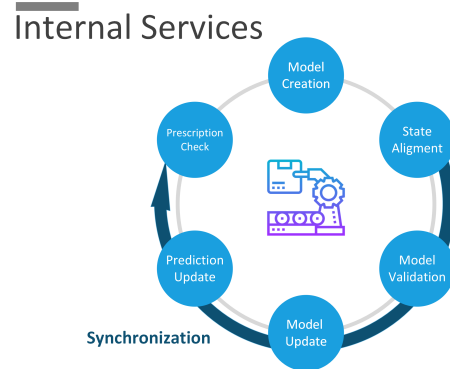 Internal Services
Model
Creation
State
Aligment
Model
Validation
Model
Update
Prediction
Update
Prescription
Check
Synchronization